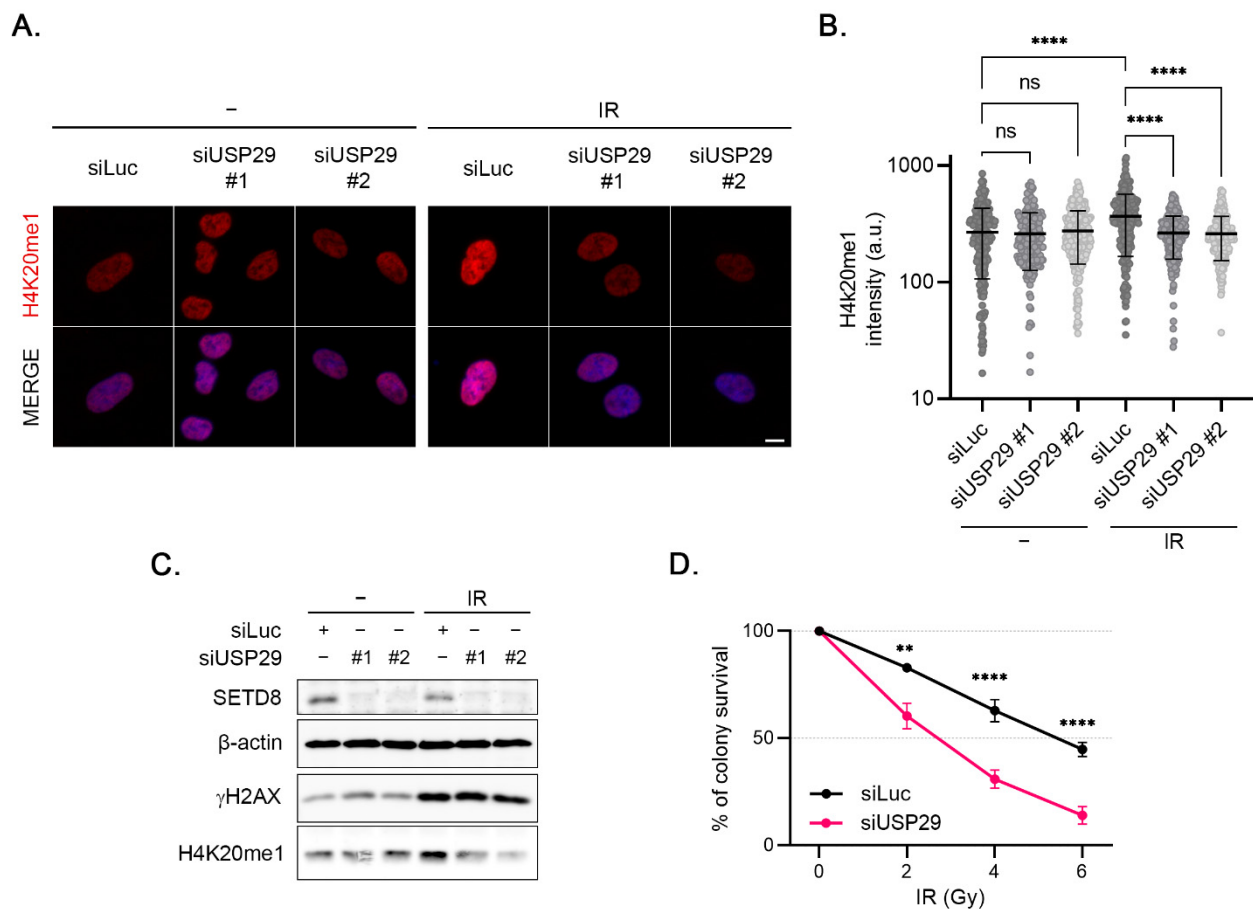 A.
– IR
siLuc siUSP29 #1 siUSP29 #2 siLuc siUSP29 #1 siUSP29 #2
H4K20me1
MERGE
B.
****
ns ****
ns ****
1000
100
10
H4k20me1
intensity (a.u.)
siLuc siUSP29 #1 siUSP29 #2 siLuc siUSP29 #1 siUSP29 #2
– IR
C.
– IR
siLuc + – – + – –
siUSP29 – #1 #2 – #1 #2
SETD8
β-actin
γH2AX
H4K20me1
D.
100
50
0
% of colony survival
**
****
****
siLuc
siUSP29
0 2 4 6
IR (Gy)